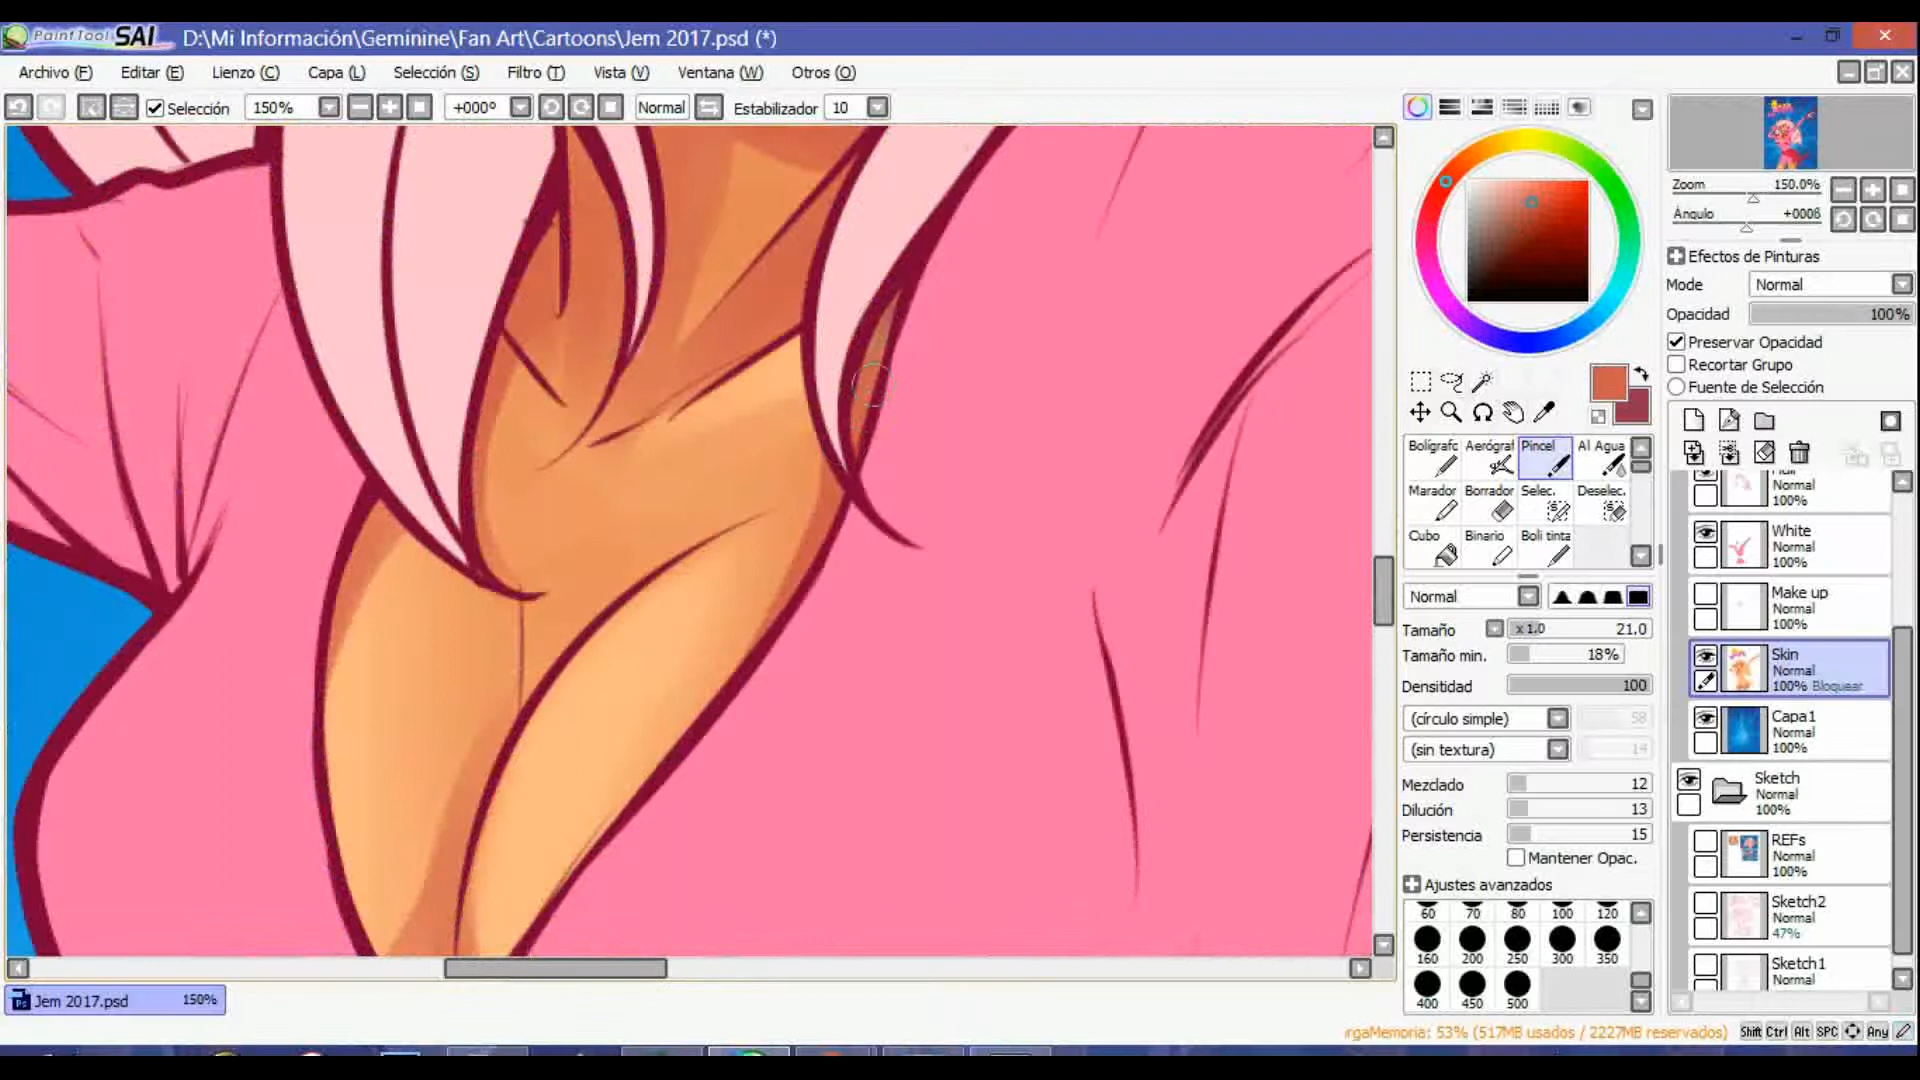 PaintTool SAI D:\Mi Información\Geminine\Fan Art\Cartoons\Jem 2017.psd (*)
Archivo (F) Editar (E) Lienzo (C) Capa (L) Selección (S) Filtro (T) Vista (V) Ventana (W) Otros (O)
Selección 150% +000º Normal Estabilizador 10
Zoom 150.0%
Ángulo
Efectos de Pinturas
Mode Normal
Opacidad 100%
Preservar Opacidad
Recortar Grupo
Fuente de Selección
Bolígrafo Aerógraf Pincel Al Agua
Marador Borrador Selec. Deselec.
Cubo Binario Boli tinta
Normal
Tamaño x 1.0 21.0
Tamaño min. 18%
Densitidad 100
(círculo simple) 58
(sin textura) 14
Mezclado 12
Dilución 13
Persistencia 15
Mantener Opac.
Ajustes avanzados
60 70 80 100 120
160 200 250 300 350
400 450 500
Normal
100%
White
Normal
100%
Make up
Normal
100%
Skin
Normal
100% Bloquear
Capa1
Normal
100%
Sketch
Normal
100%
REFs
Normal
100%
Sketch2
Normal
47%
Sketch1
Normal
Jem 2017.psd 150%
rgaMemoria: 53% (517MB usados / 2227MB reservados) Shift Ctrl Alt SPC Any